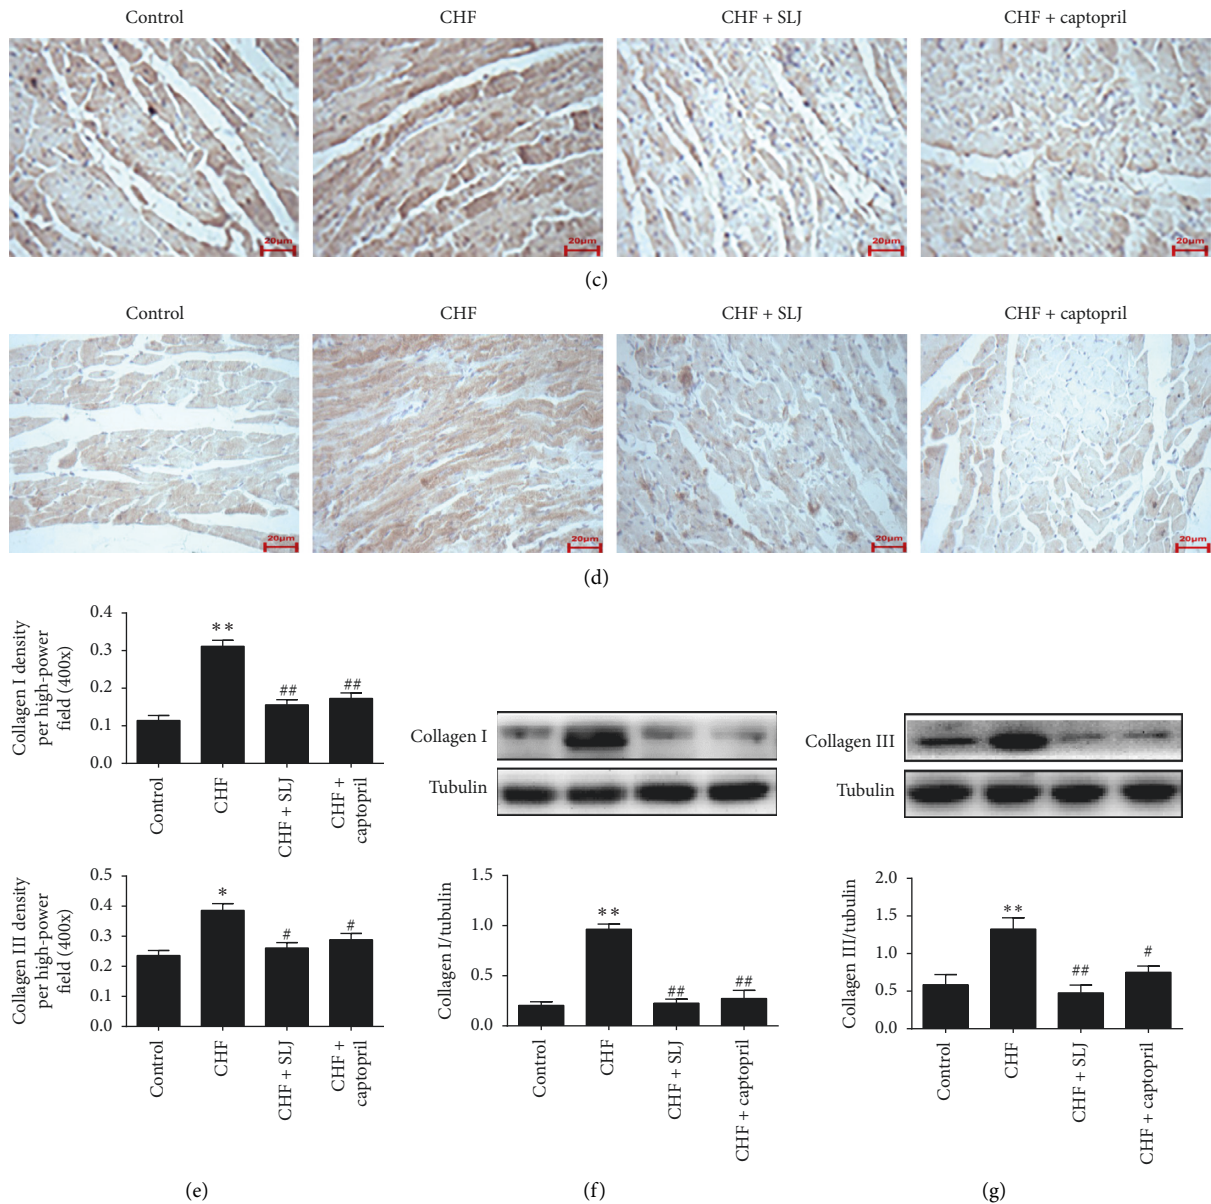 Control
CHF
CHF + SLJ
CHF + captopril
20μm
20μm
20μm
20μm
(c)
Control
CHF
CHF + SLJ
CHF + captopril
20μm
20μm
20μm
20μm
(d)
Collagen I density
per high-power
field (400x)
0.4
0.3
0.2
0.1
0.0
**
##
##
Control
CHF
CHF + SLJ
CHF +
captopril
Collagen III density
per high-power
field (400x)
0.5
0.4
0.3
0.2
0.1
0.0
*
#
#
Control
CHF
CHF + SLJ
CHF +
captopril
(e)
Collagen I
Tubulin
Collagen I/tubulin
1.5
1.0
0.5
0.0
**
##
##
Control
CHF
CHF + SLJ
CHF + captopril
(f)
Collagen III
Tubulin
Collagen III/tubulin
2.0
1.5
1.0
0.5
0.0
**
##
#
Control
CHF
CHF + SLJ
CHF + captopril
(g)